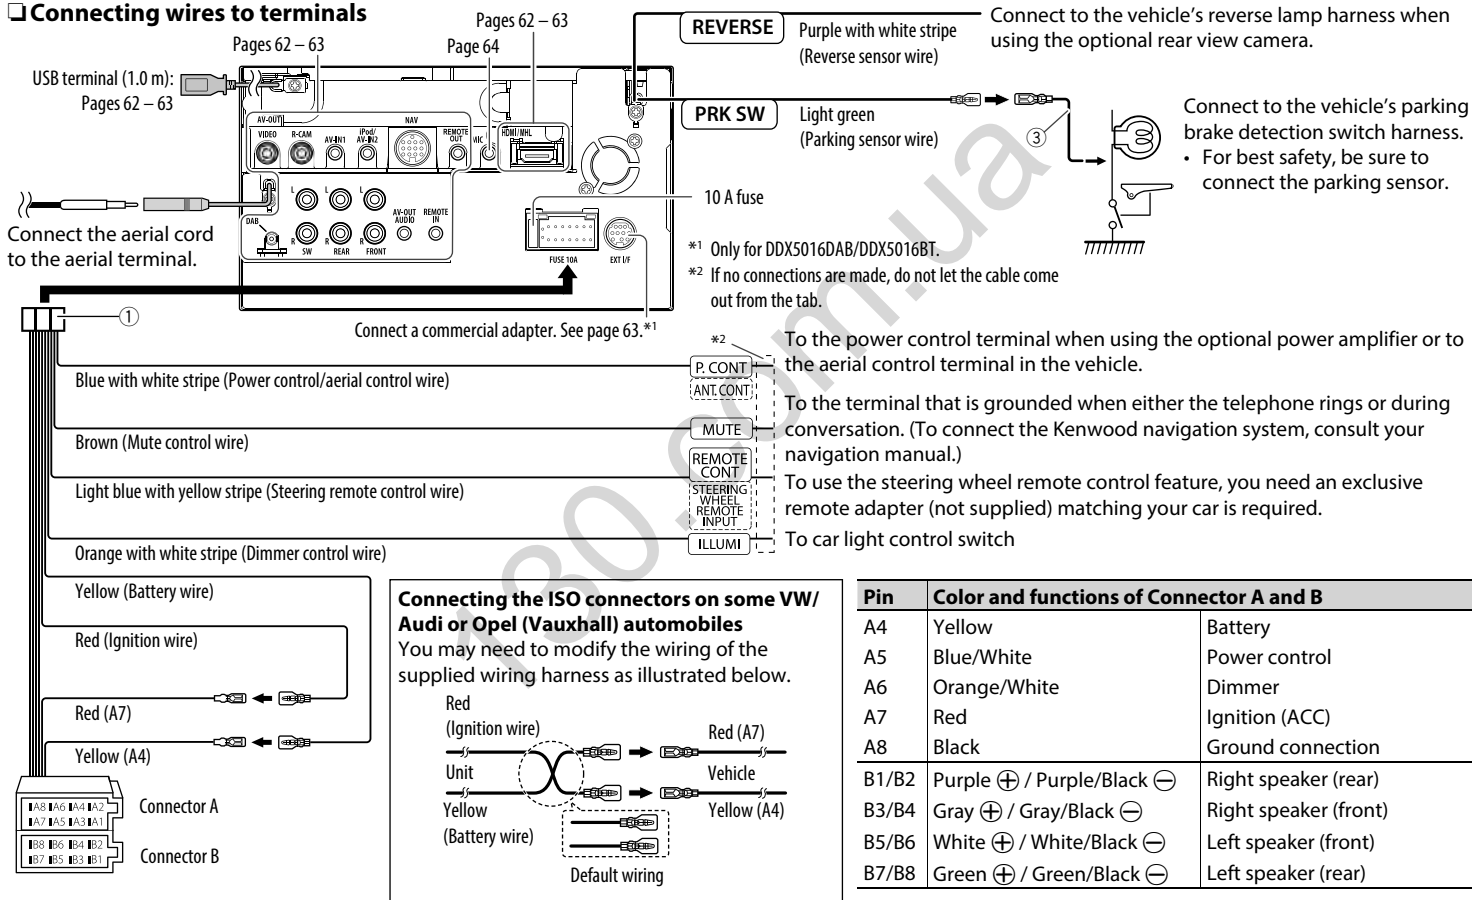 ❏ Connecting wires to terminals
Pages 62 – 63
Pages 62 – 63
Page 64
USB terminal (1.0 m):
Pages 62 – 63
AV-OUT
VIDEO
R-CAM
AV-IN1
iPod/
AV-IN2
NAV
REMOTE
OUT
MIC
HDMI/MHL
L
L
L
DAB
R
R
R
SW
REAR
FRONT
AV-OUT
AUDIO
REMOTE
IN
FUSE 10A
EXT I/F
Connect the aerial cord
to the aerial terminal.
REVERSE
Purple with white stripe
(Reverse sensor wire)
Connect to the vehicle’s reverse lamp harness when
using the optional rear view camera.
PRK SW
Light green
(Parking sensor wire)
③
Connect to the vehicle’s parking
brake detection switch harness.
• For best safety, be sure to
connect the parking sensor.
10 A fuse
*1 Only for DDX5016DAB/DDX5016BT.
*2 If no connections are made, do not let the cable come
out from the tab.
①
Connect a commercial adapter. See page 63.*1
*2
Blue with white stripe (Power control/aerial control wire)
P. CONT
ANT. CONT
To the power control terminal when using the optional power amplifier or to
the aerial control terminal in the vehicle.
Brown (Mute control wire)
MUTE
To the terminal that is grounded when either the telephone rings or during
conversation. (To connect the Kenwood navigation system, consult your
navigation manual.)
Light blue with yellow stripe (Steering remote control wire)
REMOTE
CONT
STEERING
WHEEL
REMOTE
INPUT
To use the steering wheel remote control feature, you need an exclusive
remote adapter (not supplied) matching your car is required.
Orange with white stripe (Dimmer control wire)
ILLUMI
To car light control switch
Yellow (Battery wire)
Red (Ignition wire)
Red (A7)
Yellow (A4)
A8 A6 A4 A2
A7 A5 A3 A1
Connector A
B8 B6 B4 B2
B7 B5 B3 B1
Connector B
Connecting the ISO connectors on some VW/
Audi or Opel (Vauxhall) automobiles
You may need to modify the wiring of the
supplied wiring harness as illustrated below.
Red
(Ignition wire)
Red (A7)
Unit
Vehicle
Yellow
(Battery wire)
Yellow (A4)
Default wiring
Pin Color and functions of Connector A and B
A4 Yellow Battery
A5 Blue/White Power control
A6 Orange/White Dimmer
A7 Red Ignition (ACC)
A8 Black Ground connection
B1/B2 Purple ⊕ / Purple/Black ⊖ Right speaker (rear)
B3/B4 Gray ⊕ / Gray/Black ⊖ Right speaker (front)
B5/B6 White ⊕ / White/Black ⊖ Left speaker (front)
B7/B8 Green ⊕ / Green/Black ⊖ Left speaker (rear)
130.com.ua